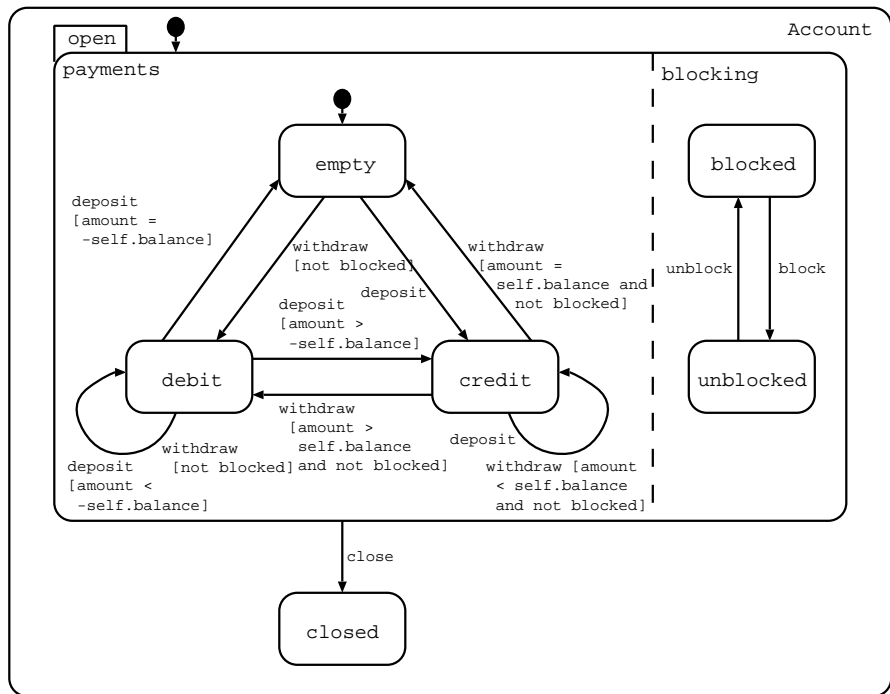 Account
open
payments
blocking
empty
blocked
deposit
[amount =
-self.balance]
withdraw
[not blocked]
deposit
withdraw
[amount =
self.balance and
not blocked]
unblock
block
deposit
[amount >
-self.balance]
debit
credit
unblocked
withdraw
[amount >
self.balance
and not blocked]
deposit
withdraw
[not blocked]
deposit
[amount <
-self.balance]
withdraw [amount
< self.balance
and not blocked]
close
closed